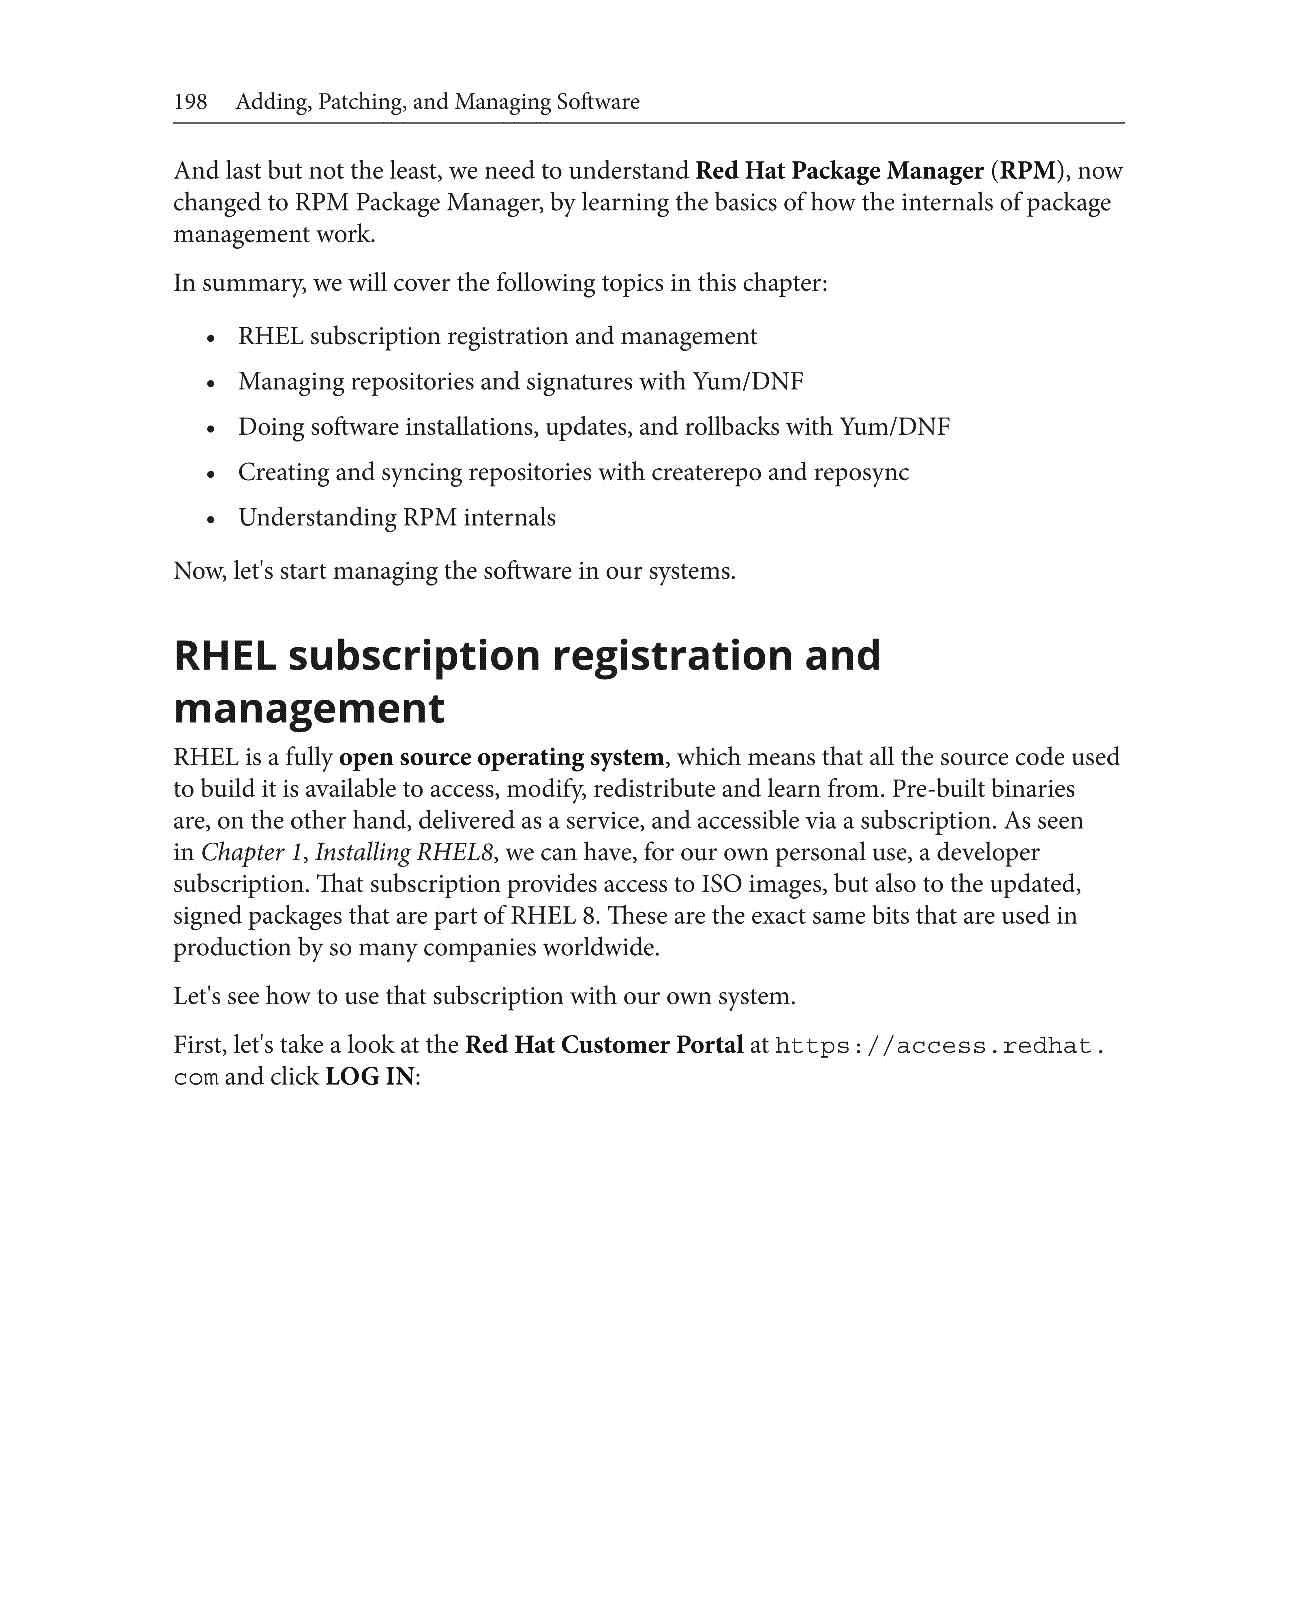 198 Adding, Patching, and Managing Software
And last but not the least, we need to understand Red Hat Package Manager (RPM), now
changed to RPM Package Manager, by learning the basics of how the internals of package
management work.
In summary, we will cover the following topics in this chapter:
• RHEL subscription registration and management
• Managing repositories and signatures with Yum/DNF
• Doing software installations, updates, and rollbacks with Yum/DNF
• Creating and syncing repositories with createrepo and reposync
• Understanding RPM internals
Now, let's start managing the software in our systems.
RHEL subscription registration and
management
RHEL is a fully open source operating system, which means that all the source code used
to build it is available to access, modify, redistribute and learn from. Pre-built binaries
are, on the other hand, delivered as a service, and accessible via a subscription. As seen
in Chapter 1, Installing RHEL8, we can have, for our own personal use, a developer
subscription. That subscription provides access to ISO images, but also to the updated,
signed packages that are part of RHEL 8. These are the exact same bits that are used in
production by so many companies worldwide.
Let's see how to use that subscription with our own system.
First, let's take a look at the Red Hat Customer Portal at https://access.redhat.
com and click LOG IN: